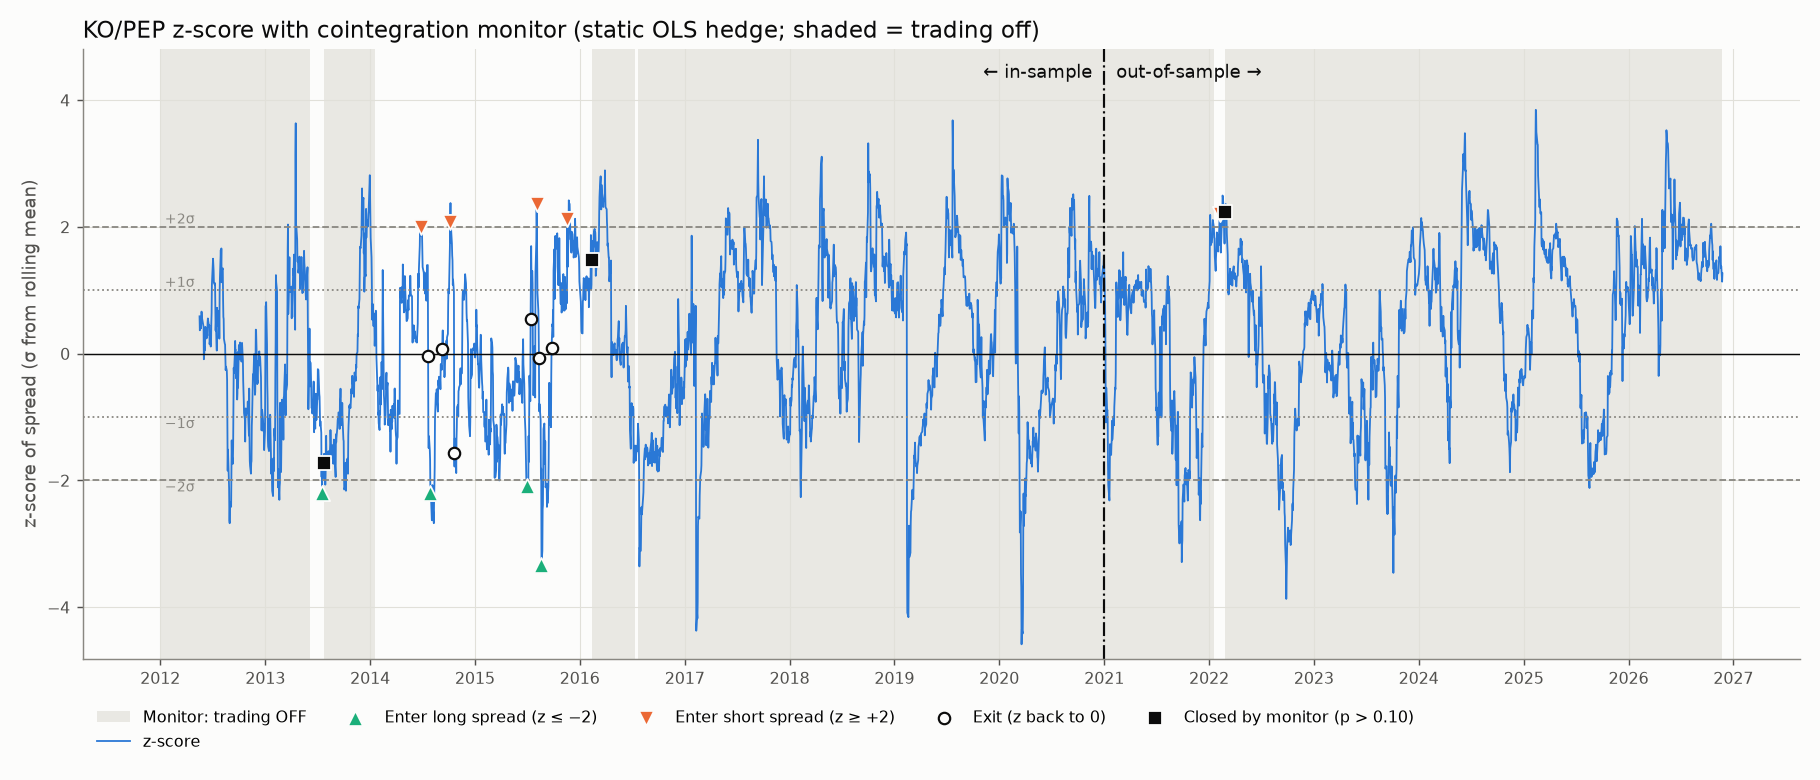 KO/PEP z-score with cointegration monitor (static OLS hedge; shaded = trading off)
← in-sample
out-of-sample →
z-score of spread (σ from rolling mean)
4
2
0
−2
−4
+2σ
+1σ
−1σ
−2σ
2012 2013 2014 2015 2016 2017 2018 2019 2020 2021 2022 2023 2024 2025 2026 2027
Monitor: trading OFF
Enter long spread (z ≤ −2)
Enter short spread (z ≥ +2)
Exit (z back to 0)
Closed by monitor (p > 0.10)
z-score